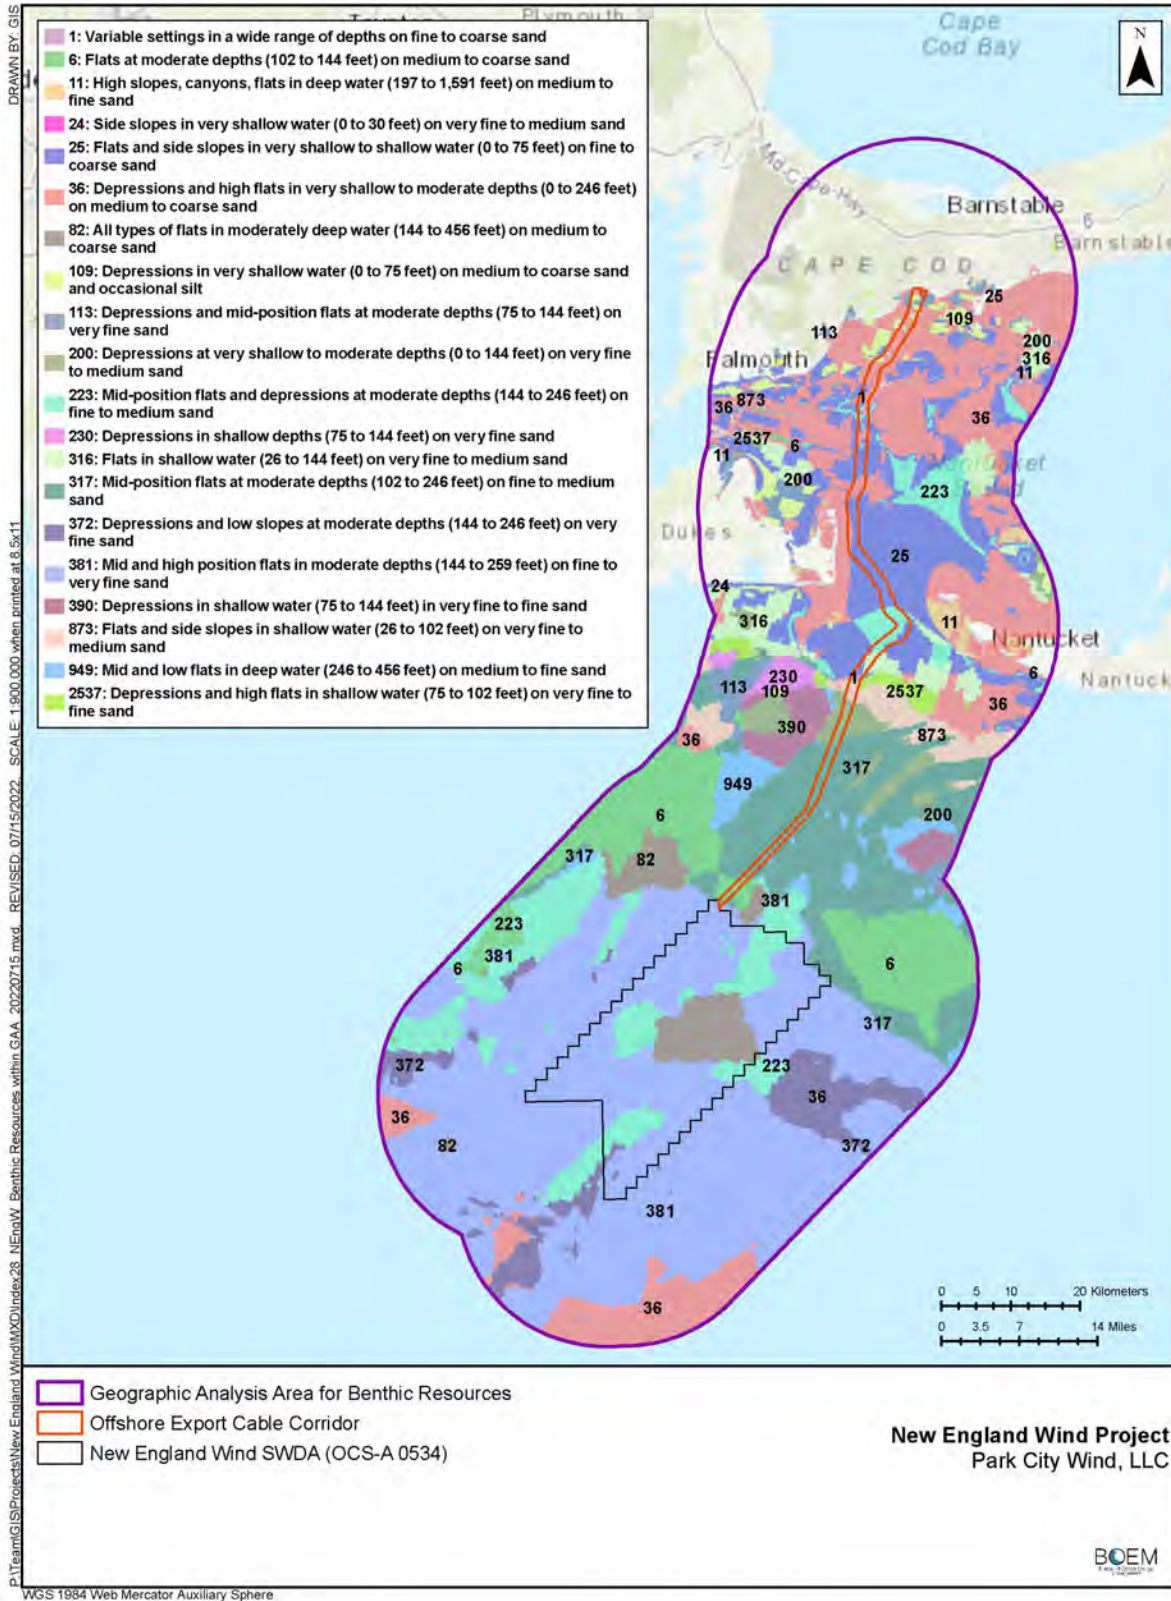 DRAWN BY: GIS
P:\Team\GIS\Projects\New England Wind\MXD\Index28_NEngW_Benthic Resources within GAA_20220715.mxd, REVISED: 07/15/2022, SCALE: 1:900,000 when printed at 8.5x11
Taunton
Plymouth
Cape
Cod Bay
N
1: Variable settings in a wide range of depths on fine to coarse sand
6: Flats at moderate depths (102 to 144 feet) on medium to coarse sand
11: High slopes, canyons, flats in deep water (197 to 1,591 feet) on medium to
fine sand
24: Side slopes in very shallow water (0 to 30 feet) on very fine to medium sand
25: Flats and side slopes in very shallow to shallow water (0 to 75 feet) on fine to
coarse sand
36: Depressions and high flats in very shallow to moderate depths (0 to 246 feet)
on medium to coarse sand
82: All types of flats in moderately deep water (144 to 456 feet) on medium to
coarse sand
109: Depressions in very shallow water (0 to 75 feet) on medium to coarse sand
and occasional silt
113: Depressions and mid-position flats at moderate depths (75 to 144 feet) on
very fine sand
200: Depressions at very shallow to moderate depths (0 to 144 feet) on very fine
to medium sand
223: Mid-position flats and depressions at moderate depths (144 to 246 feet) on
fine to medium sand
230: Depressions in shallow depths (75 to 144 feet) on very fine sand
316: Flats in shallow water (26 to 144 feet) on very fine to medium sand
317: Mid-position flats at moderate depths (102 to 246 feet) on fine to medium
sand
372: Depressions and low slopes at moderate depths (144 to 246 feet) on very
fine sand
381: Mid and high position flats in moderate depths (144 to 259 feet) on fine to
very fine sand
390: Depressions in shallow water (75 to 144 feet) in very fine to fine sand
873: Flats and side slopes in shallow water (26 to 102 feet) on very fine to
medium sand
949: Mid and low flats in deep water (246 to 456 feet) on medium to fine sand
2537: Depressions and high flats in shallow water (75 to 102 feet) on very fine to
fine sand
Mid-Cape-Hwy
Barnstable
6
Barnstable
CAPE COD
25
109
113
200
316
11
Falmouth
1
36 873
36
2537 6
11
200
Nantucket
223
Dukes
25
24
316
11
Nantucket
6
Nantuck
230
1
113
109
2537
36
390
36
873
317
949
6
200
317
82
381
223
381
6
6
317
372
223
36
36
82
372
381
36
0 5 10 20 Kilometers
0 3.5 7 14 Miles
Geographic Analysis Area for Benthic Resources
Offshore Export Cable Corridor
New England Wind SWDA (OCS-A 0534)
New England Wind Project
Park City Wind, LLC
BOEM
WGS 1984 Web Mercator Auxiliary Sphere